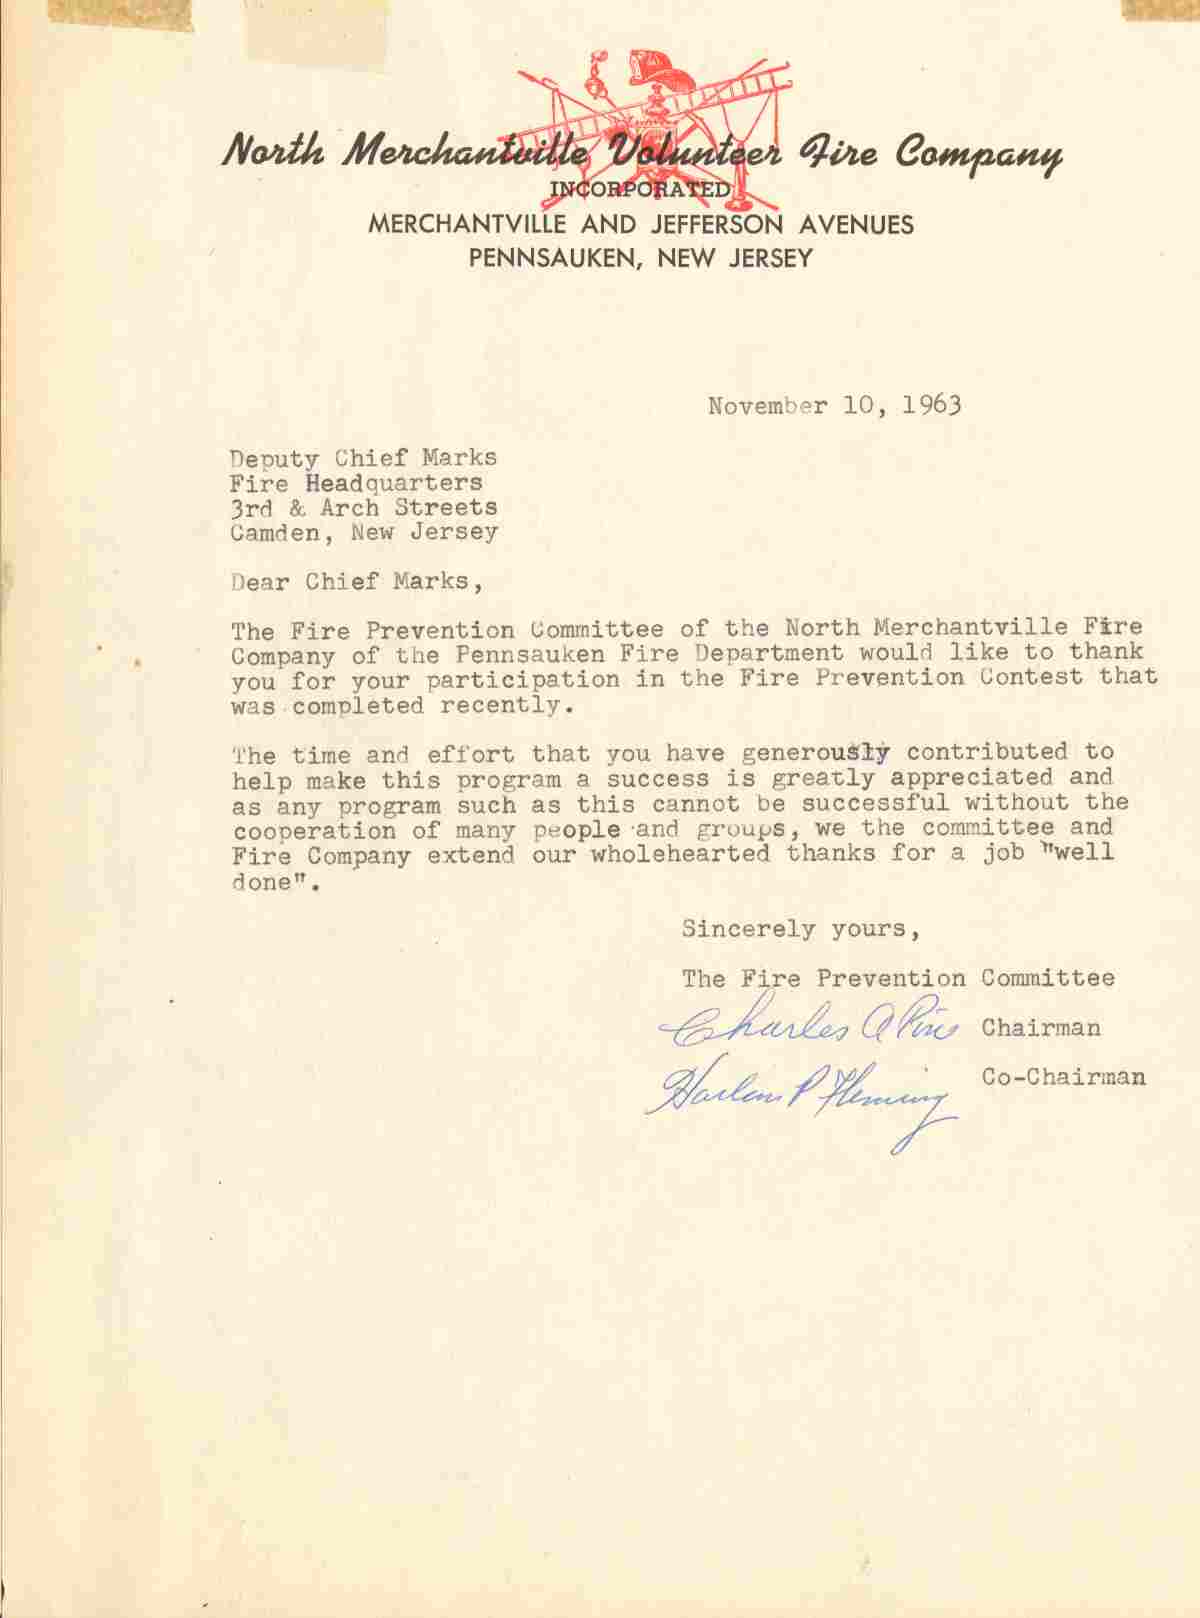 North Merchantville Volunteer Fire Company
INCORPORATED
MERCHANTVILLE AND JEFFERSON AVENUES
PENNSAUKEN, NEW JERSEY
November 10, 1963
Deputy Chief Marks
Fire Headquarters
3rd & Arch Streets
Camden, New Jersey
Dear Chief Marks,
The Fire Prevention Committee of the North Merchantville Fire
Company of the Pennsauken Fire Department would like to thank
you for your participation in the Fire Prevention Contest that
was completed recently.
The time and effort that you have generously contributed to
help make this program a success is greatly appreciated and
as any program such as this cannot be successful without the
cooperation of many people and groups, we the committee and
Fire Company extend our wholehearted thanks for a job "well
done".
Sincerely yours,
The Fire Prevention Committee
Charles A Chairman
P Fleming Co-Chairman